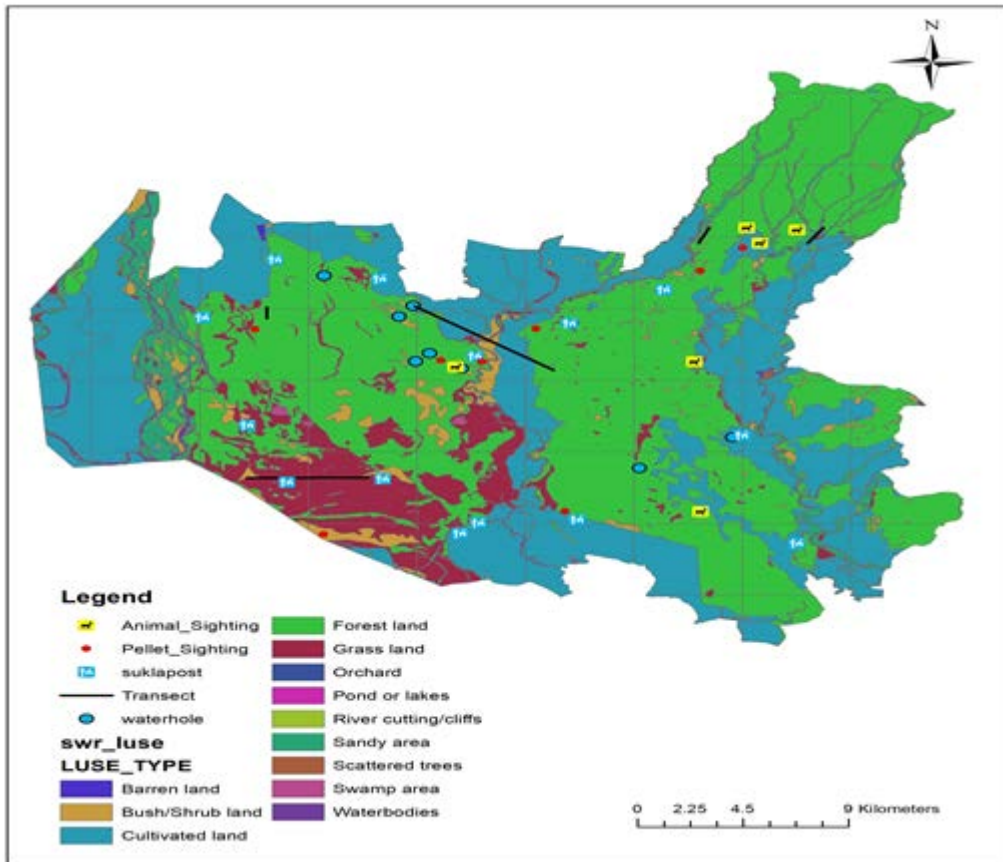 N
Legend
Animal_Sighting
Pellet_Sighting
suklapost
Transect
waterhole
swr_luse
LUSE_TYPE
Barren land
Bush/Shrub land
Cultivated land
Forest land
Grass land
Orchard
Pond or lakes
River cutting/cliffs
Sandy area
Scattered trees
Swamp area
Waterbodies
0 2.25 4.5 9 Kilometers